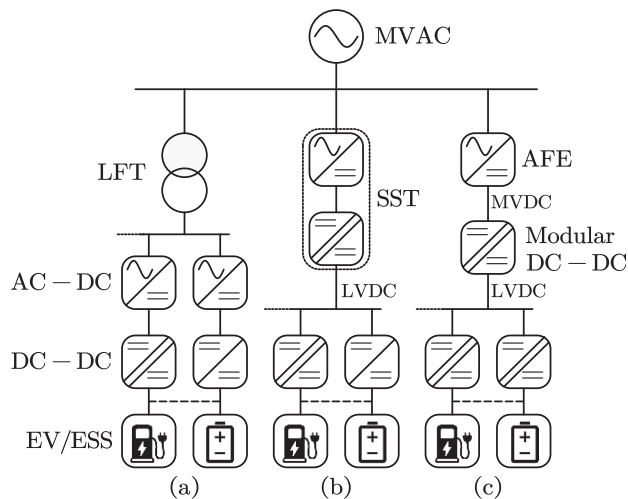 MVAC
LFT
SST
AFE
MVDC
Modular
DC – DC
LVDC
LVDC
AC – DC
DC – DC
EV/ESS
(a)
(b)
(c)